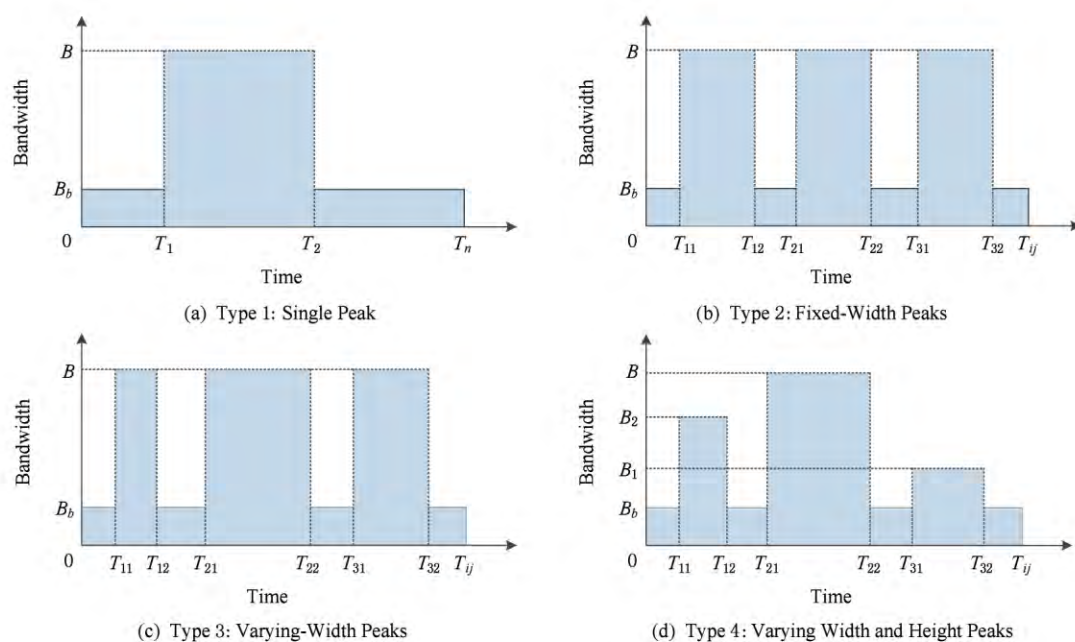 B
Bandwidth
B_b
0
T_1
T_2
T_n
Time
(a) Type 1: Single Peak
B
Bandwidth
B_b
0
T_11
T_12
T_21
T_22
T_31
T_32
T_ij
Time
(b) Type 2: Fixed-Width Peaks
B
Bandwidth
B_b
0
T_11
T_12
T_21
T_22
T_31
T_32
T_ij
Time
(c) Type 3: Varying-Width Peaks
B
B_2
Bandwidth
B_1
B_b
0
T_11
T_12
T_21
T_22
T_31
T_32
T_ij
Time
(d) Type 4: Varying Width and Height Peaks